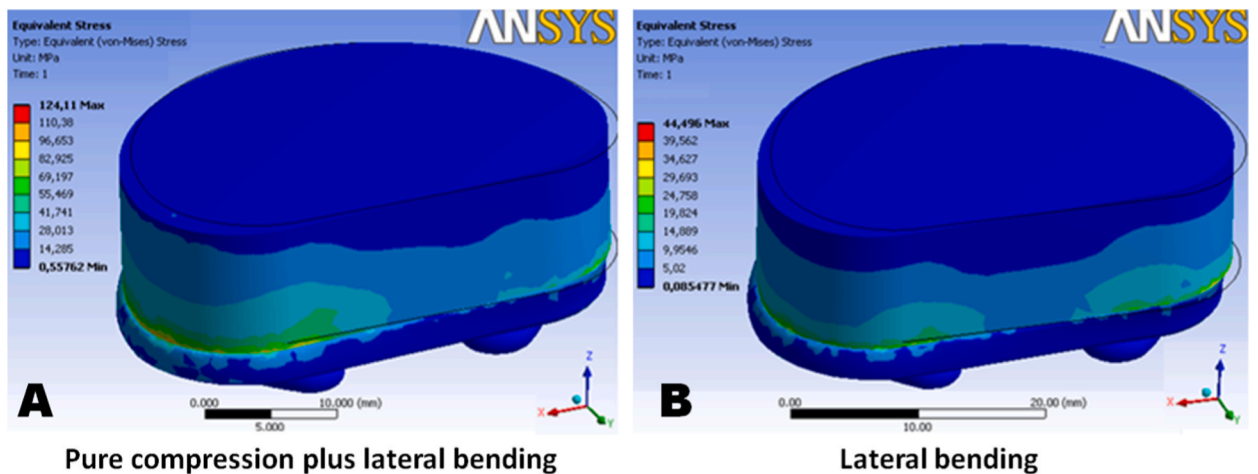 Equivalent Stress
Type: Equivalent (von-Mises) Stress
Unit: MPa
Time: 1
ANSYS
124,11 Max
110,38
96,653
82,925
69,197
55,469
41,741
28,013
14,285
0,55762 Min
Z
X
Y
0.000
10.000 (mm)
5.000
A
Pure compression plus lateral bending
Equivalent Stress
Type: Equivalent (von-Mises) Stress
Unit: MPa
Time: 1
ANSYS
44,496 Max
39,562
34,627
29,693
24,758
19,824
14,889
9,9546
5,02
0,085477 Min
Z
X
Y
0.00
20.00 (mm)
10.00
B
Lateral bending